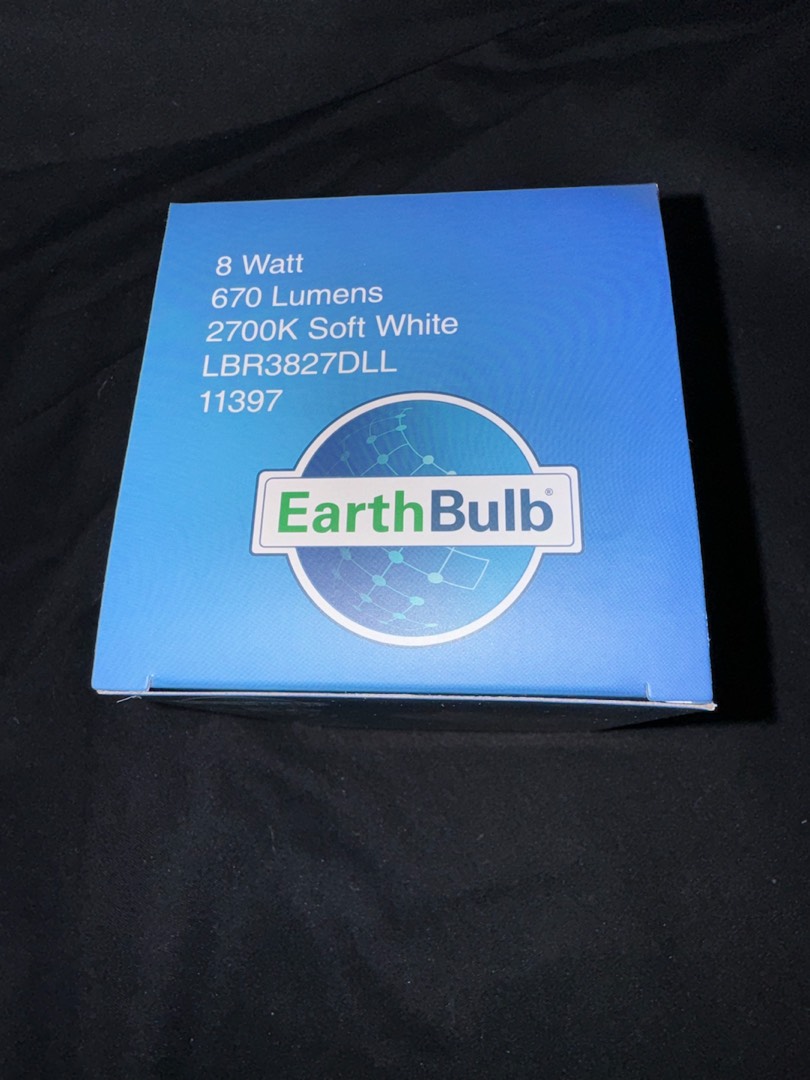 8 Watt
670 Lumens
2700K Soft White
LBR3827DLL
11397
EarthBulb®